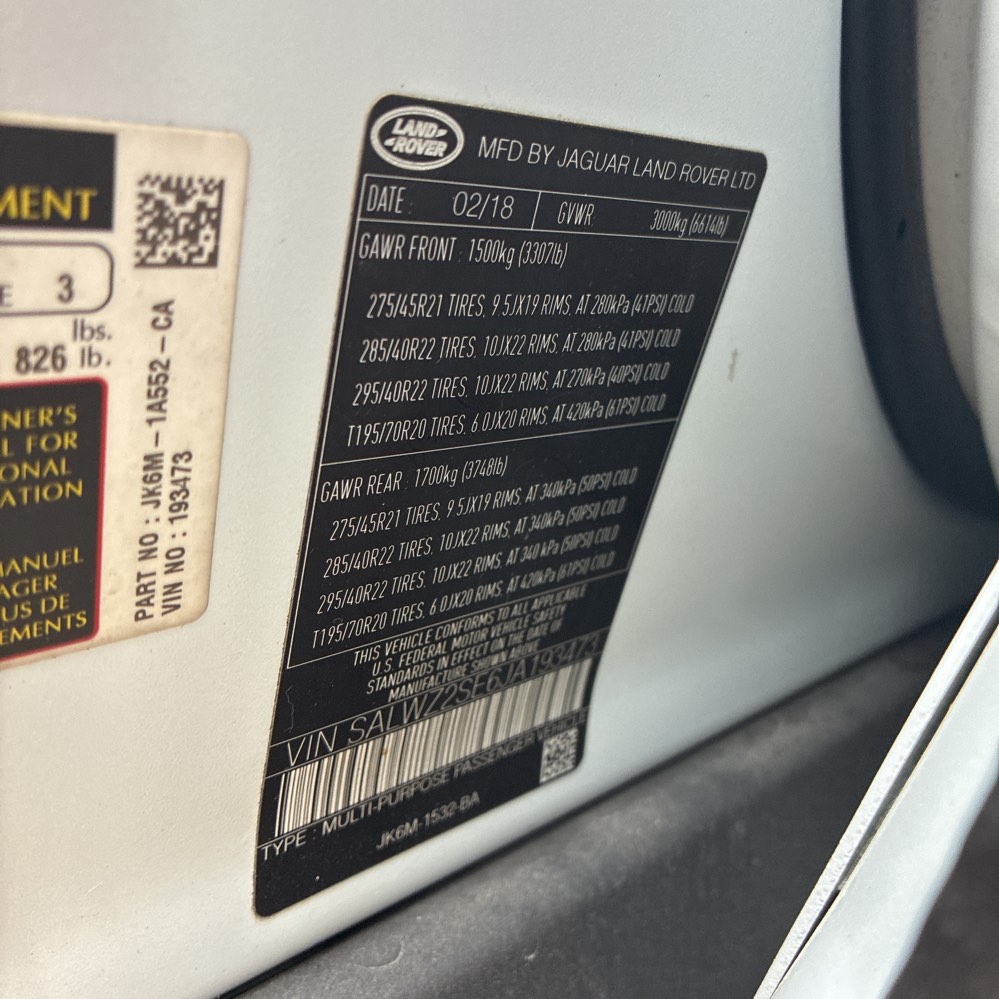 MENT
E 3
lbs.
826 lb.
NER'S
L FOR
ONAL
ATION
MANUEL
AGER
US DE
EMENTS
PART NO : JK6M - 1A552 - CA
VIN NO : 193473
LAND-
-ROVER
MFD BY JAGUAR LAND ROVER LTD
DATE : 02/18 GVWR 3000kg (6614lb)
GAWR FRONT : 1500kg (3307lb)
275/45R21 TIRES, 9.5JX19 RIMS, AT 280kPa (41PSI) COLD
285/40R22 TIRES, 10JX22 RIMS, AT 280kPa (41PSI) COLD
295/40R22 TIRES, 10JX22 RIMS, AT 270kPa (40PSI) COLD
T195/70R20 TIRES, 6.0JX20 RIMS, AT 420kPa (61PSI) COLD
GAWR REAR : 1700kg (3748lb)
275/45R21 TIRES, 9.5JX19 RIMS, AT 340kPa (50PSI) COLD
285/40R22 TIRES, 10JX22 RIMS, AT 340kPa (50PSI) COLD
295/40R22 TIRES, 10JX22 RIMS, AT 340 kPa (50PSI) COLD
T195/70R20 TIRES, 6.0JX20 RIMS, AT 420kPa (61PSI) COLD
THIS VEHICLE CONFORMS TO ALL APPLICABLE
U.S. FEDERAL MOTOR VEHICLE SAFETY
STANDARDS IN EFFECT ON THE DATE OF
MANUFACTURE SHOWN ABOVE
VIN SALWZ2SE6JA193473
TYPE : MULTI-PURPOSE PASSENGER VEHICLE
JK6M-1532-BA